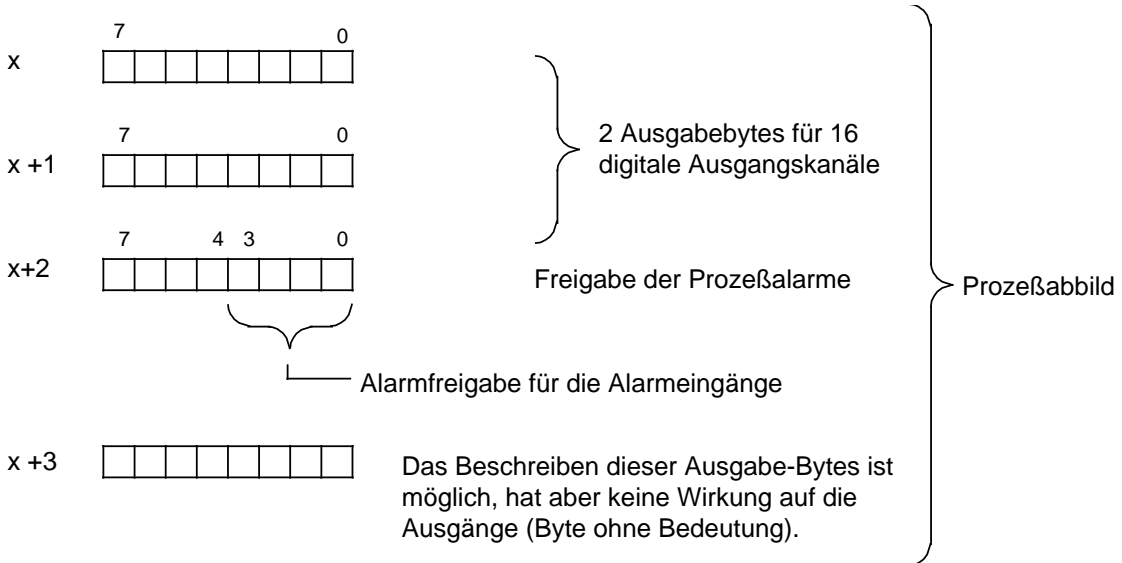 7 0
x
7 0
x +1
2 Ausgabebytes für 16
digitale Ausgangskanäle
7 4 3 0
x+2
Freigabe der Prozeßalarme
Prozeßabbild
Alarmfreigabe für die Alarmeingänge
x +3
Das Beschreiben dieser Ausgabe-Bytes ist
möglich, hat aber keine Wirkung auf die
Ausgänge (Byte ohne Bedeutung).